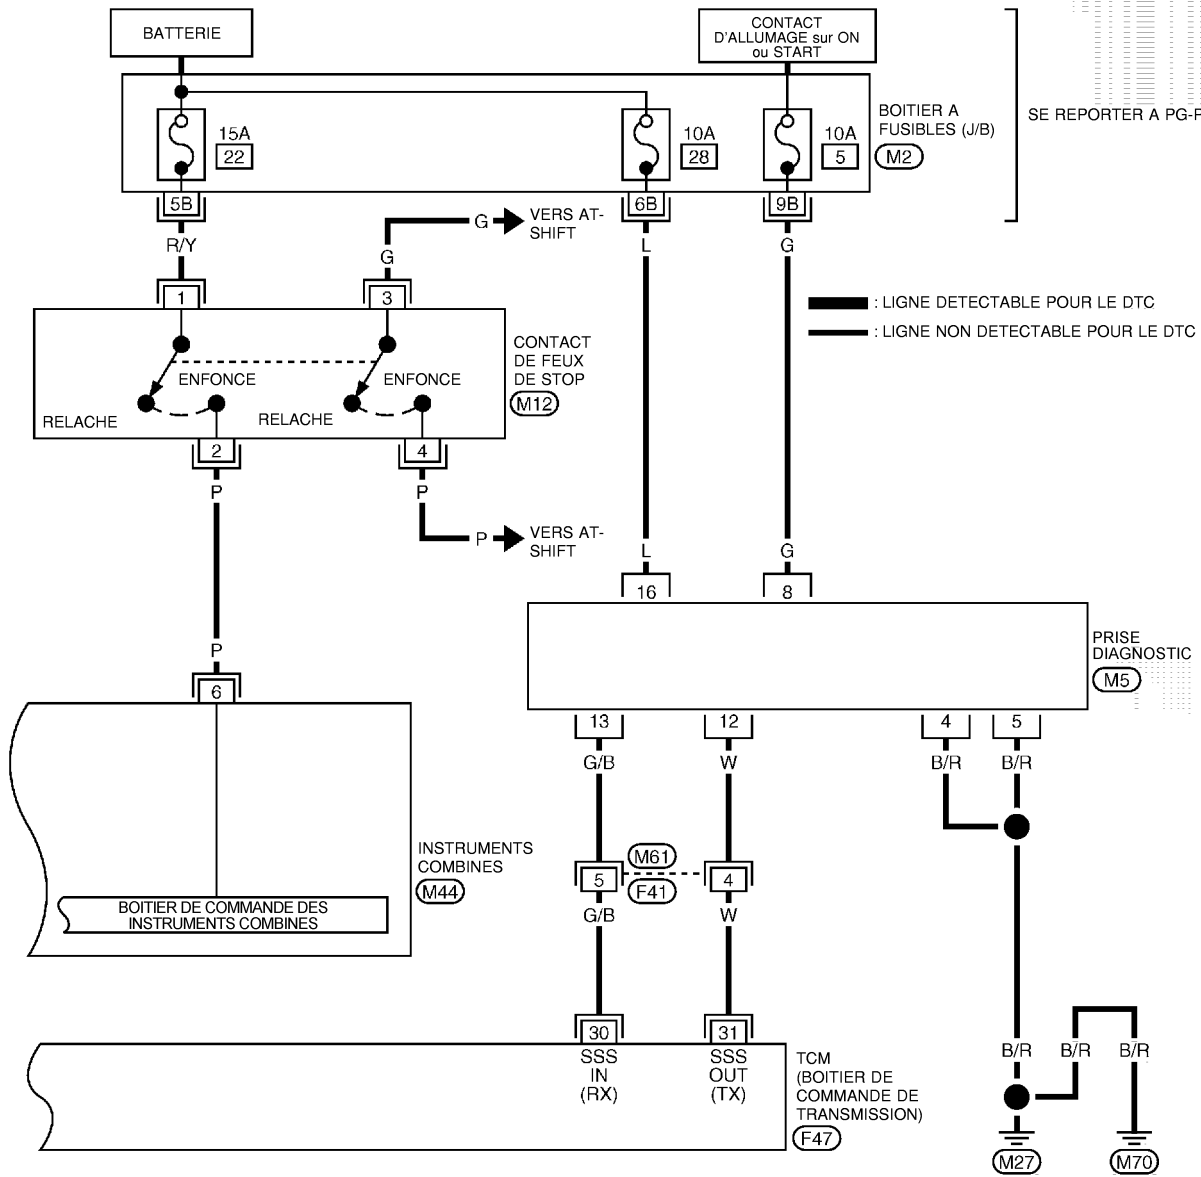 BATTERIE
CONTACT
D'ALLUMAGE sur ON
ou START
15A
22
10A
28
10A
5
BOITIER A
FUSIBLES (J/B)
M2
SE REPORTER A PG-P
5B
6B
9B
R/Y
G
G
VERS AT-
SHIFT
L
G
1
3
: LIGNE DETECTABLE POUR LE DTC
: LIGNE NON DETECTABLE POUR LE DTC
ENFONCE
RELACHE
ENFONCE
RELACHE
CONTACT
DE FEUX
DE STOP
M12
2
4
P
P
P
VERS AT-
SHIFT
L
G
16
8
P
6
PRISE
DIAGNOSTIC
M5
13
12
4
5
G/B
W
B/R
B/R
INSTRUMENTS
COMBINES
M44
BOITIER DE COMMANDE DES
INSTRUMENTS COMBINES
5
M61
F41
4
G/B
W
30
31
SSS
IN
(RX)
SSS
OUT
(TX)
TCM
(BOITIER DE
COMMANDE DE
TRANSMISSION)
F47
B/R
B/R
B/R
M27
M70